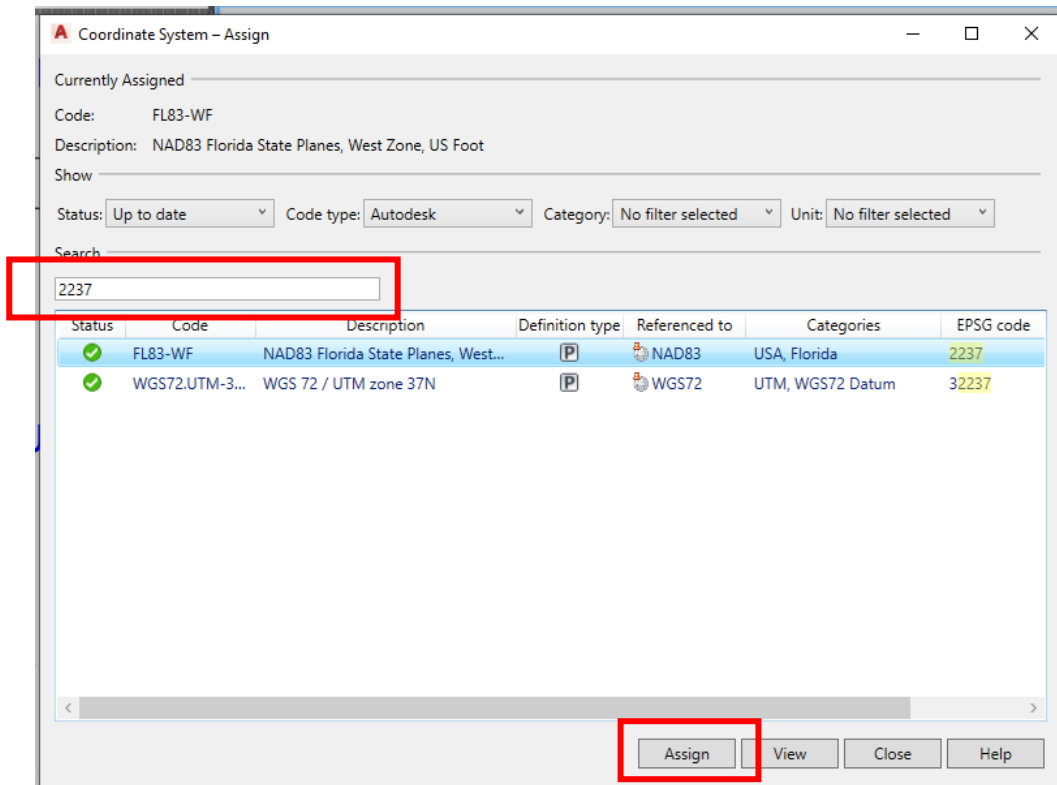 Coordinate System – Assign
Currently Assigned
Code: FL83-WF
Description: NAD83 Florida State Planes, West Zone, US Foot
Show
Status: Up to date Code type: Autodesk Category: No filter selected Unit: No filter selected
Search
2237
Status Code Description Definition type Referenced to Categories EPSG code
FL83-WF NAD83 Florida State Planes, West... P NAD83 USA, Florida 2237
WGS72.UTM-3... WGS 72 / UTM zone 37N P WGS72 UTM, WGS72 Datum 32237
Assign View Close Help